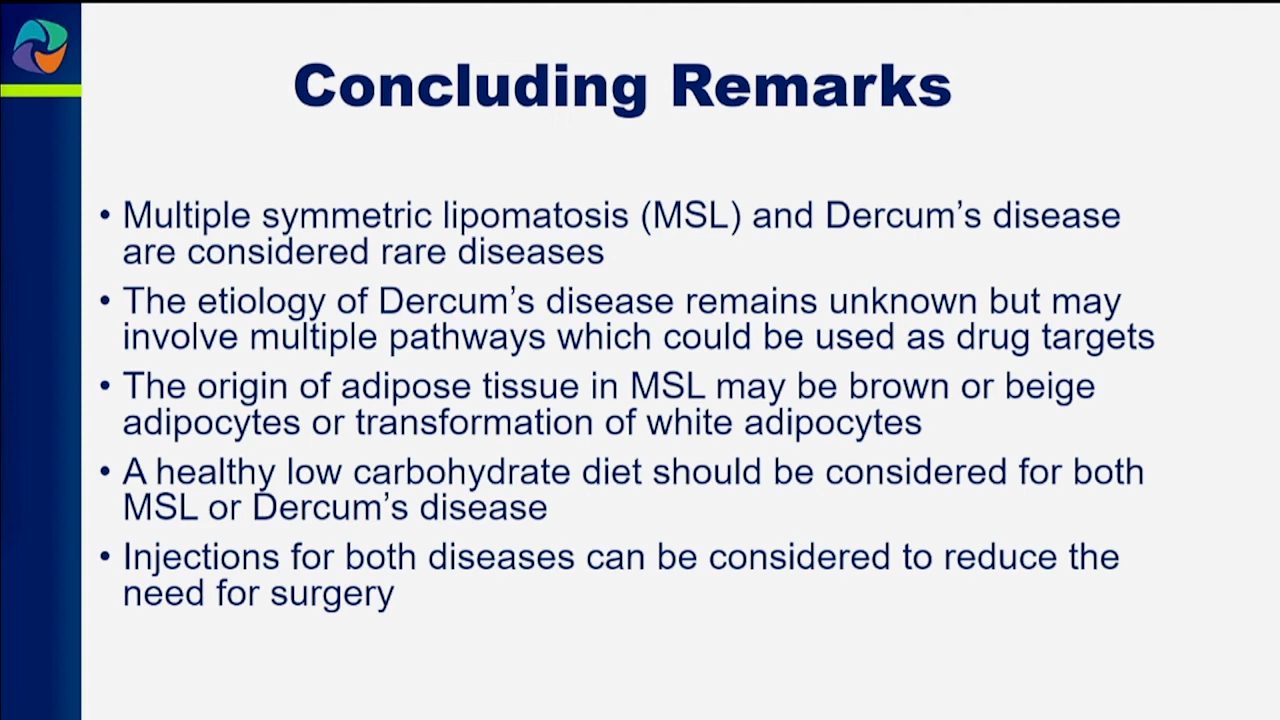 Concluding Remarks
• Multiple symmetric lipomatosis (MSL) and Dercum’s disease
are considered rare diseases
• The etiology of Dercum’s disease remains unknown but may
involve multiple pathways which could be used as drug targets
• The origin of adipose tissue in MSL may be brown or beige
adipocytes or transformation of white adipocytes
• A healthy low carbohydrate diet should be considered for both
MSL or Dercum’s disease
• Injections for both diseases can be considered to reduce the
need for surgery